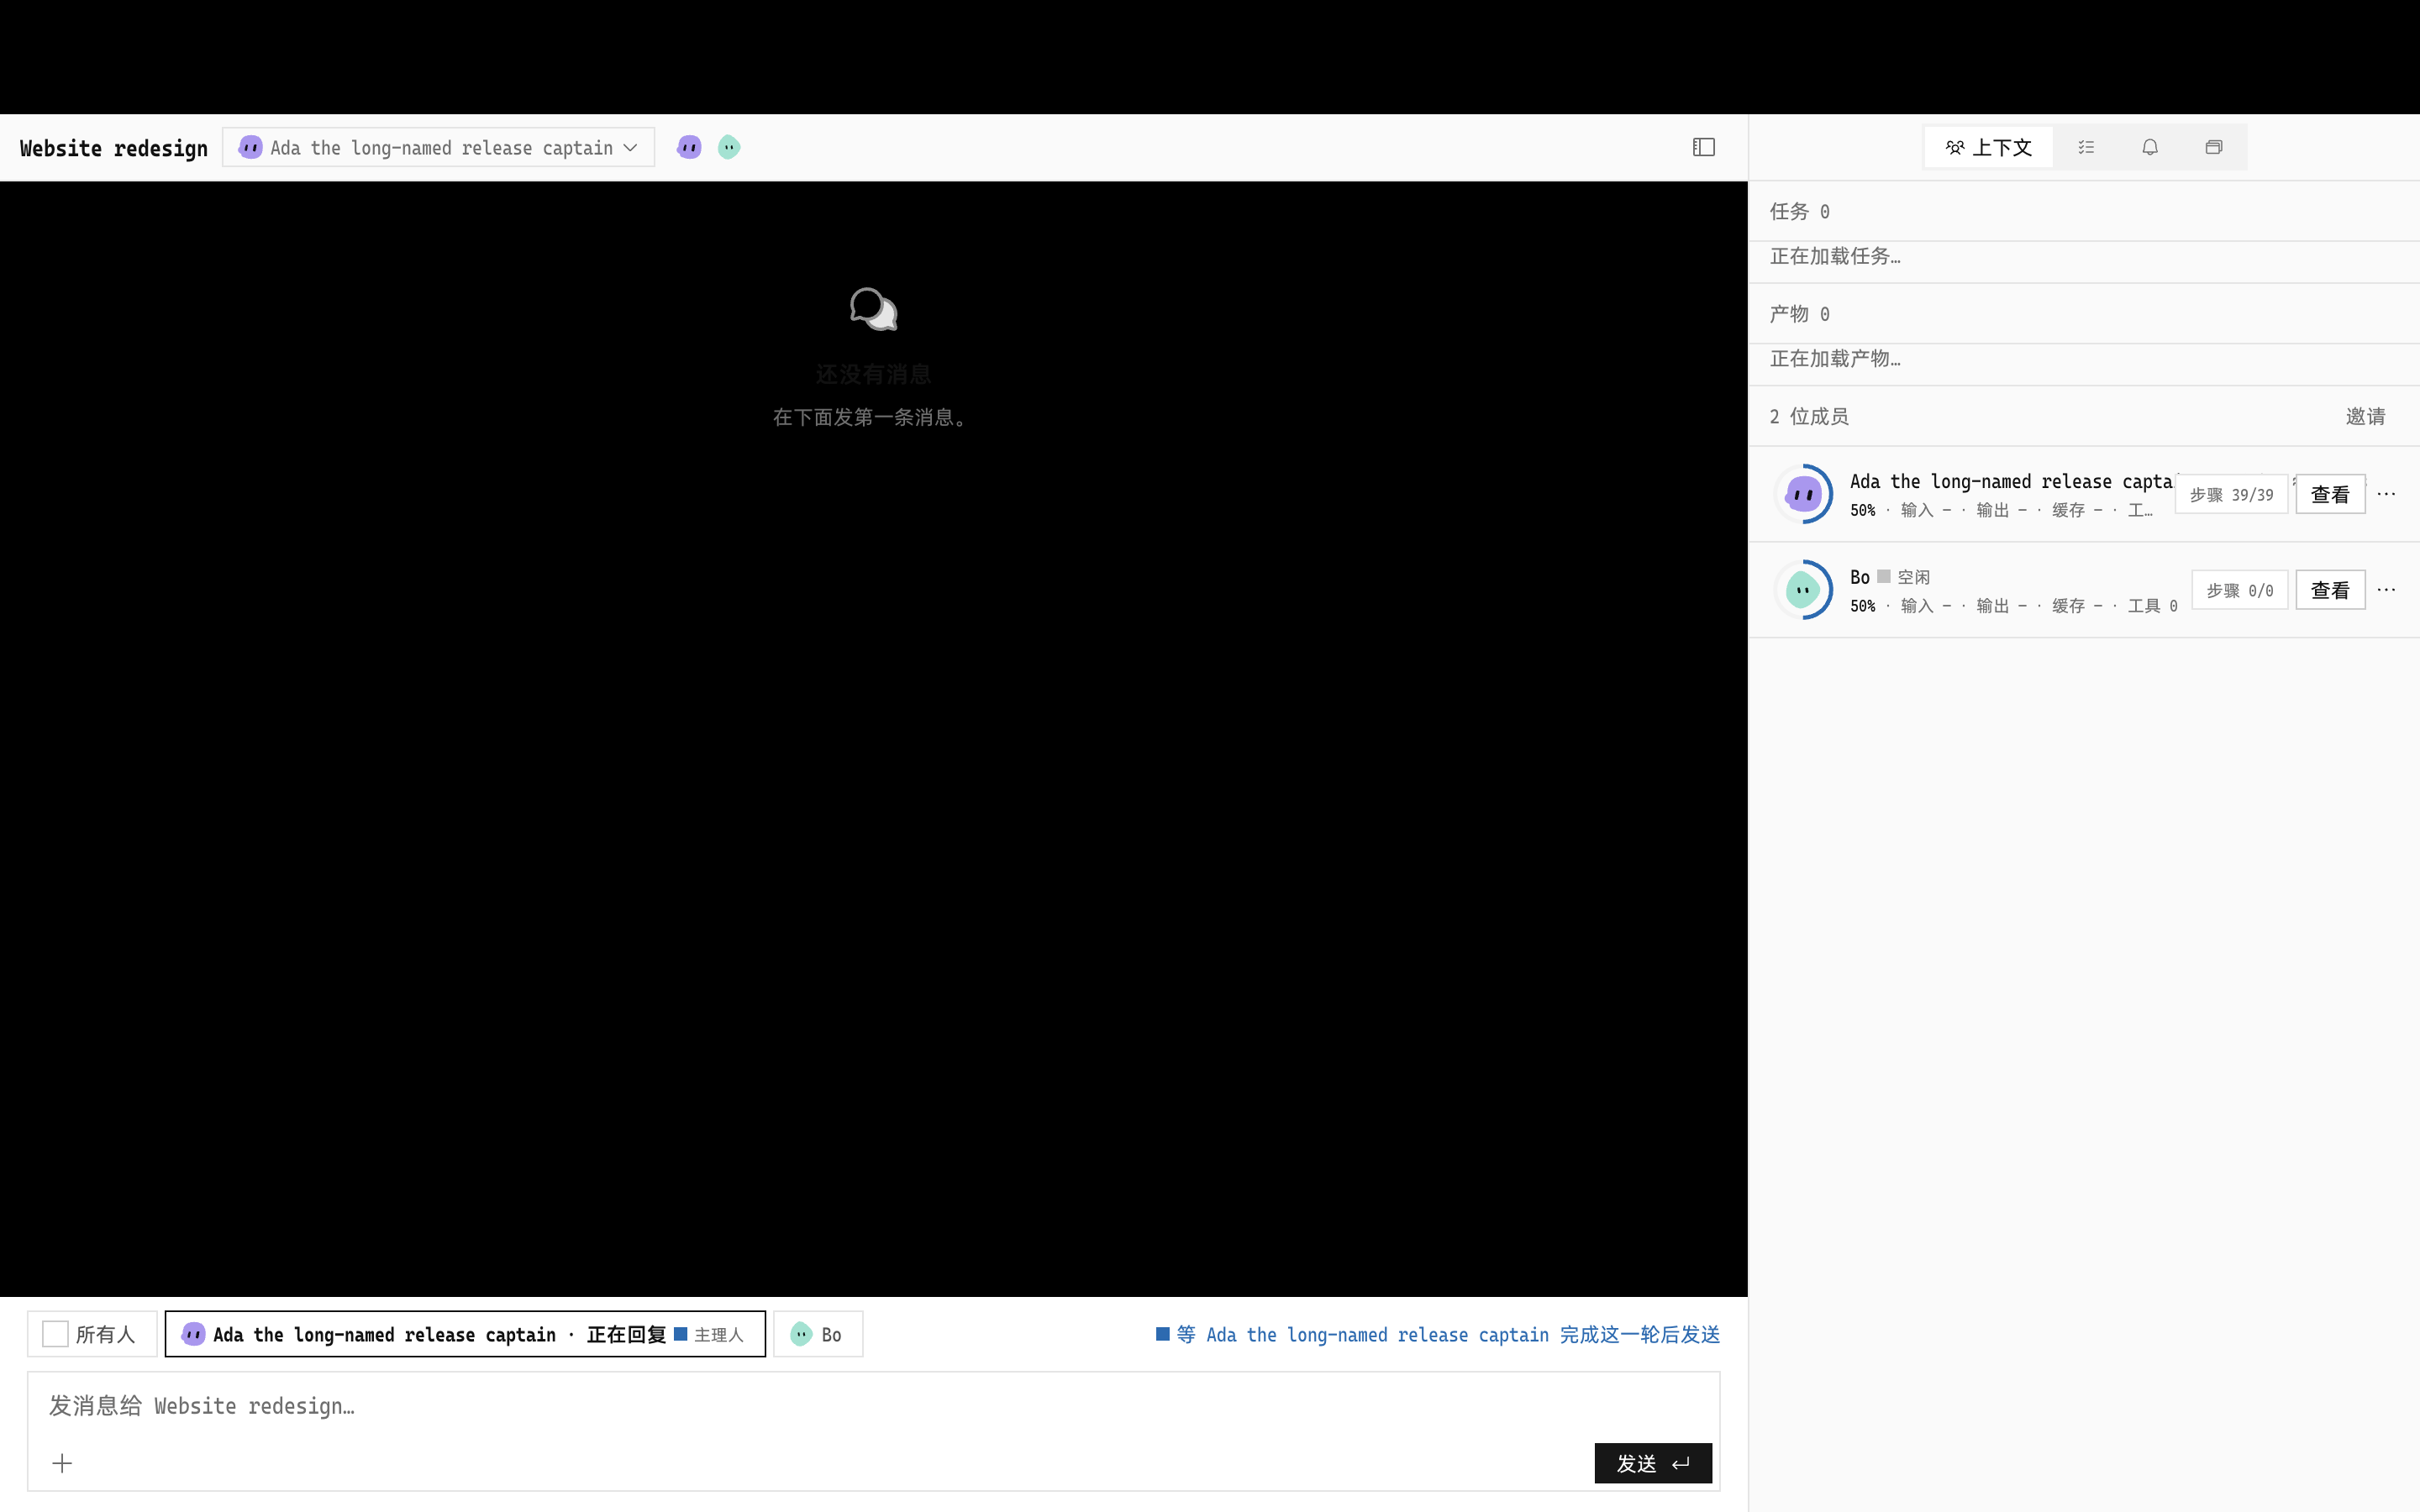 Website redesign
Ada the long-named release captain
上下文
任务 0
正在加载任务…
产物 0
正在加载产物…
还没有消息
在下面发第一条消息。
2 位成员
邀请
Ada the long-named release capta
50% · 输入 - · 输出 - · 缓存 - · 工…
步骤 39/39
查看
Bo 空闲
50% · 输入 - · 输出 - · 缓存 - · 工具 0
步骤 0/0
查看
所有人
Ada the long-named release captain · 正在回复 主理人
Bo
等 Ada the long-named release captain 完成这一轮后发送
发消息给 Website redesign…
发送